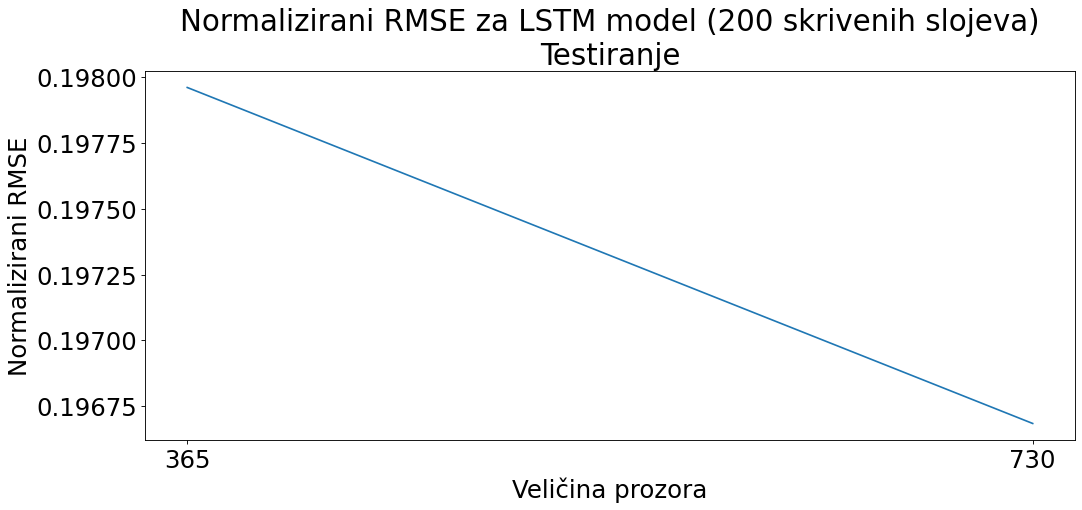 Normalizirani RMSE za LSTM model (200 skrivenih slojeva)
Testiranje
Normalizirani RMSE
0.19800
0.19775
0.19750
0.19725
0.19700
0.19675
365
730
Veličina prozora